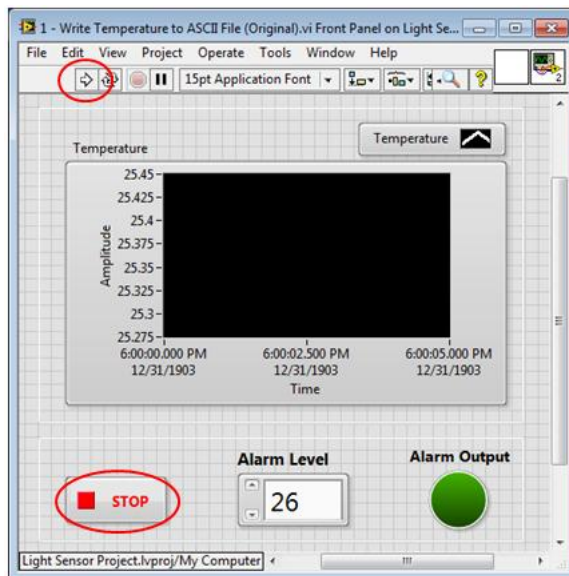 1 - Write Temperature to ASCII File (Original).vi Front Panel on Light Se...
File Edit View Project Operate Tools Window Help
15pt Application Font
2
Temperature
Temperature
25.45
25.425
25.4
25.375
25.35
25.325
25.3
25.275
Amplitude
6:00:00.000 PM 6:00:02.500 PM 6:00:05.000 PM
12/31/1903 12/31/1903 12/31/1903
Time
Alarm Level Alarm Output
STOP 26
Light Sensor Project.lvproj/My Computer